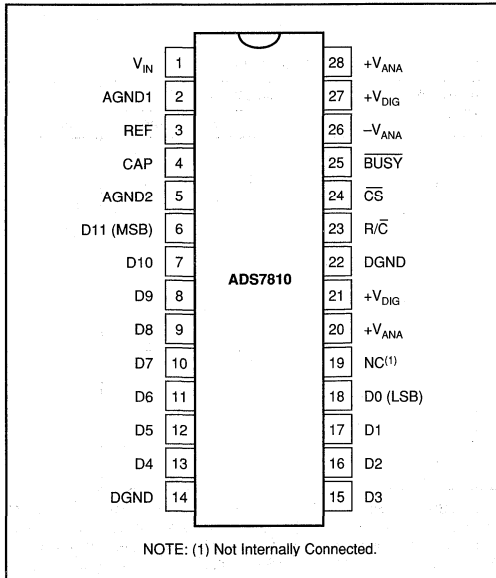 V_IN 1 28 +V_ANA
AGND1 2 27 +V_DIG
REF 3 26 –V_ANA
CAP 4 25 B̅U̅S̅Y̅
AGND2 5 24 C̅S̅
D11 (MSB) 6 23 R/C̅
D10 7 22 DGND
ADS7810
D9 8 21 +V_DIG
D8 9 20 +V_ANA
D7 10 19 NC(1)
D6 11 18 D0 (LSB)
D5 12 17 D1
D4 13 16 D2
DGND 14 15 D3
NOTE: (1) Not Internally Connected.